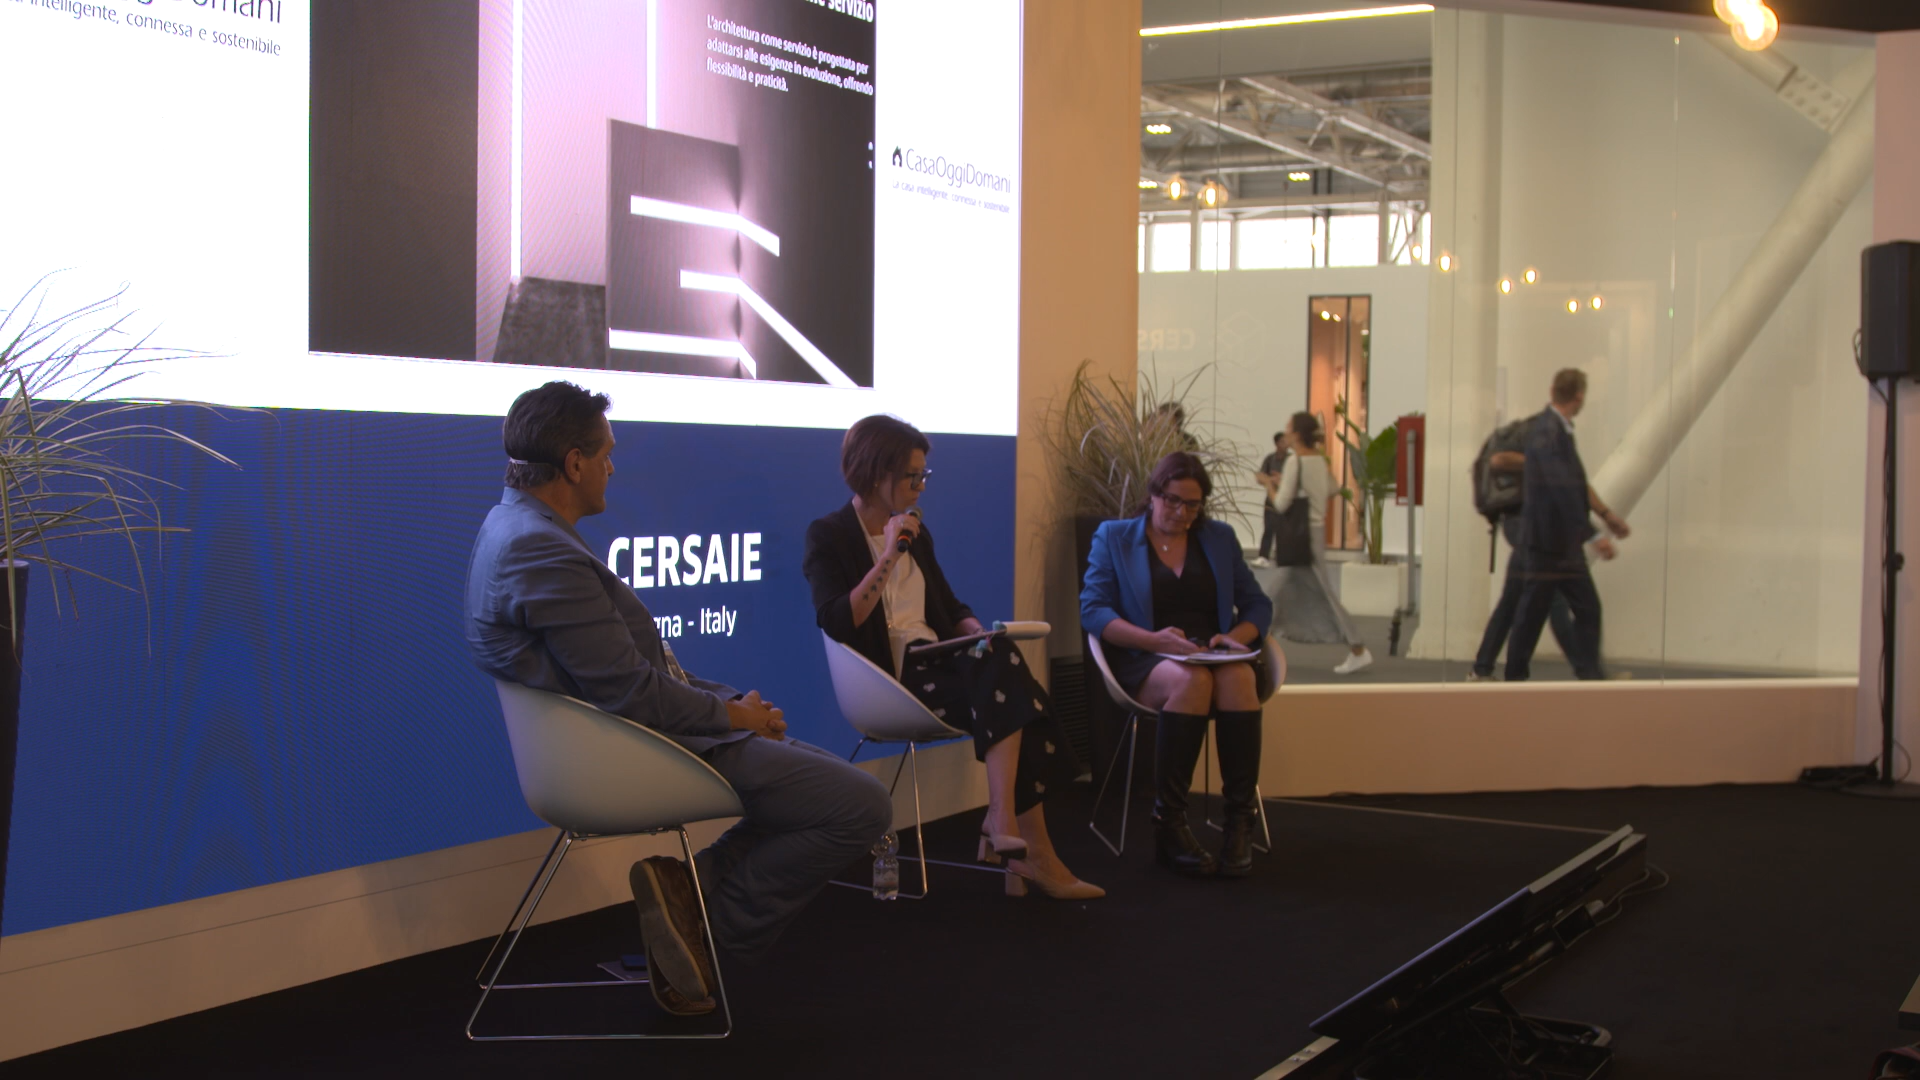 intelligente, connessa e sostenibile
servizio
L'architettura come servizio è progettata per
adattarsi alle esigenze in evoluzione, offrendo
flessibilità e praticità.
CasaOggiDomani
La casa intelligente, connessa e sostenibile
CERSAIE
gna - Italy